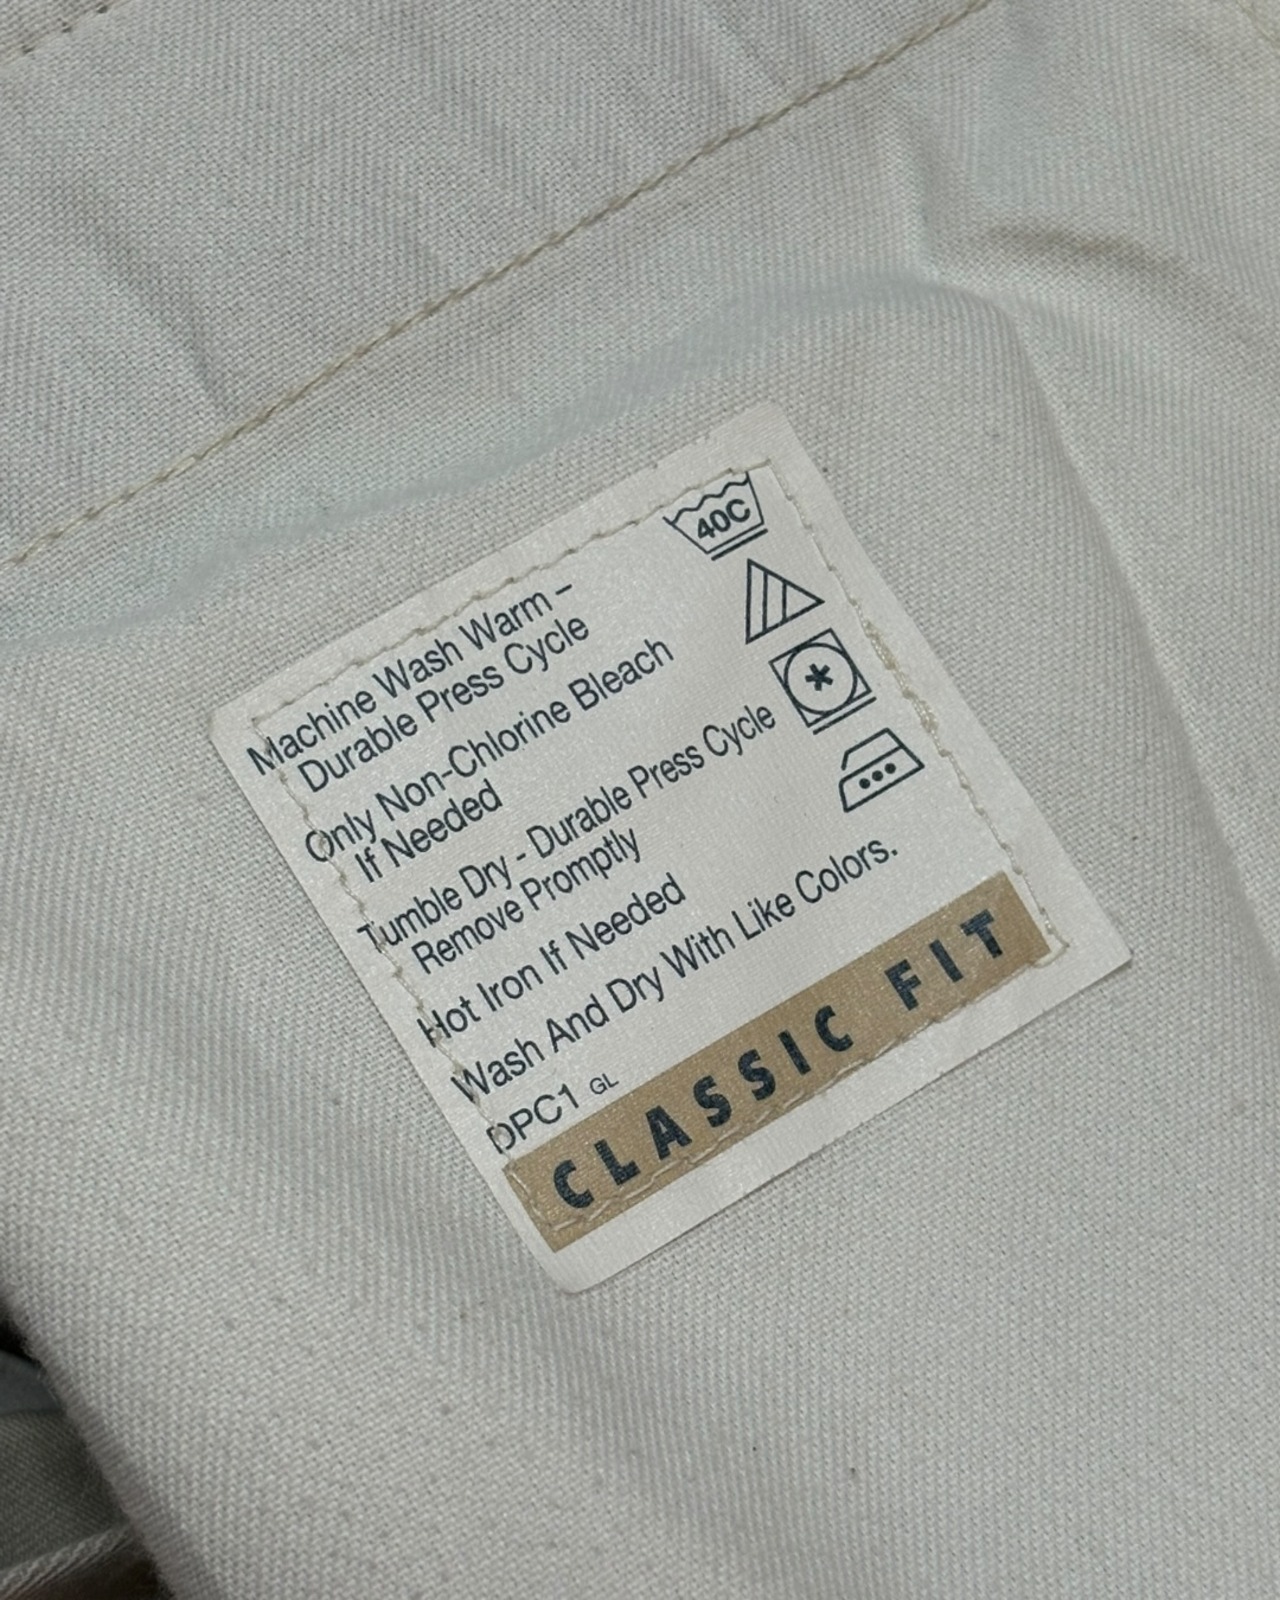 40C
Machine Wash Warm –
Durable Press Cycle
Only Non-Chlorine Bleach
If Needed
Tumble Dry - Durable Press Cycle
Remove Promptly
Hot Iron If Needed
Wash And Dry With Like Colors.
DPC1 GL
CLASSIC FIT